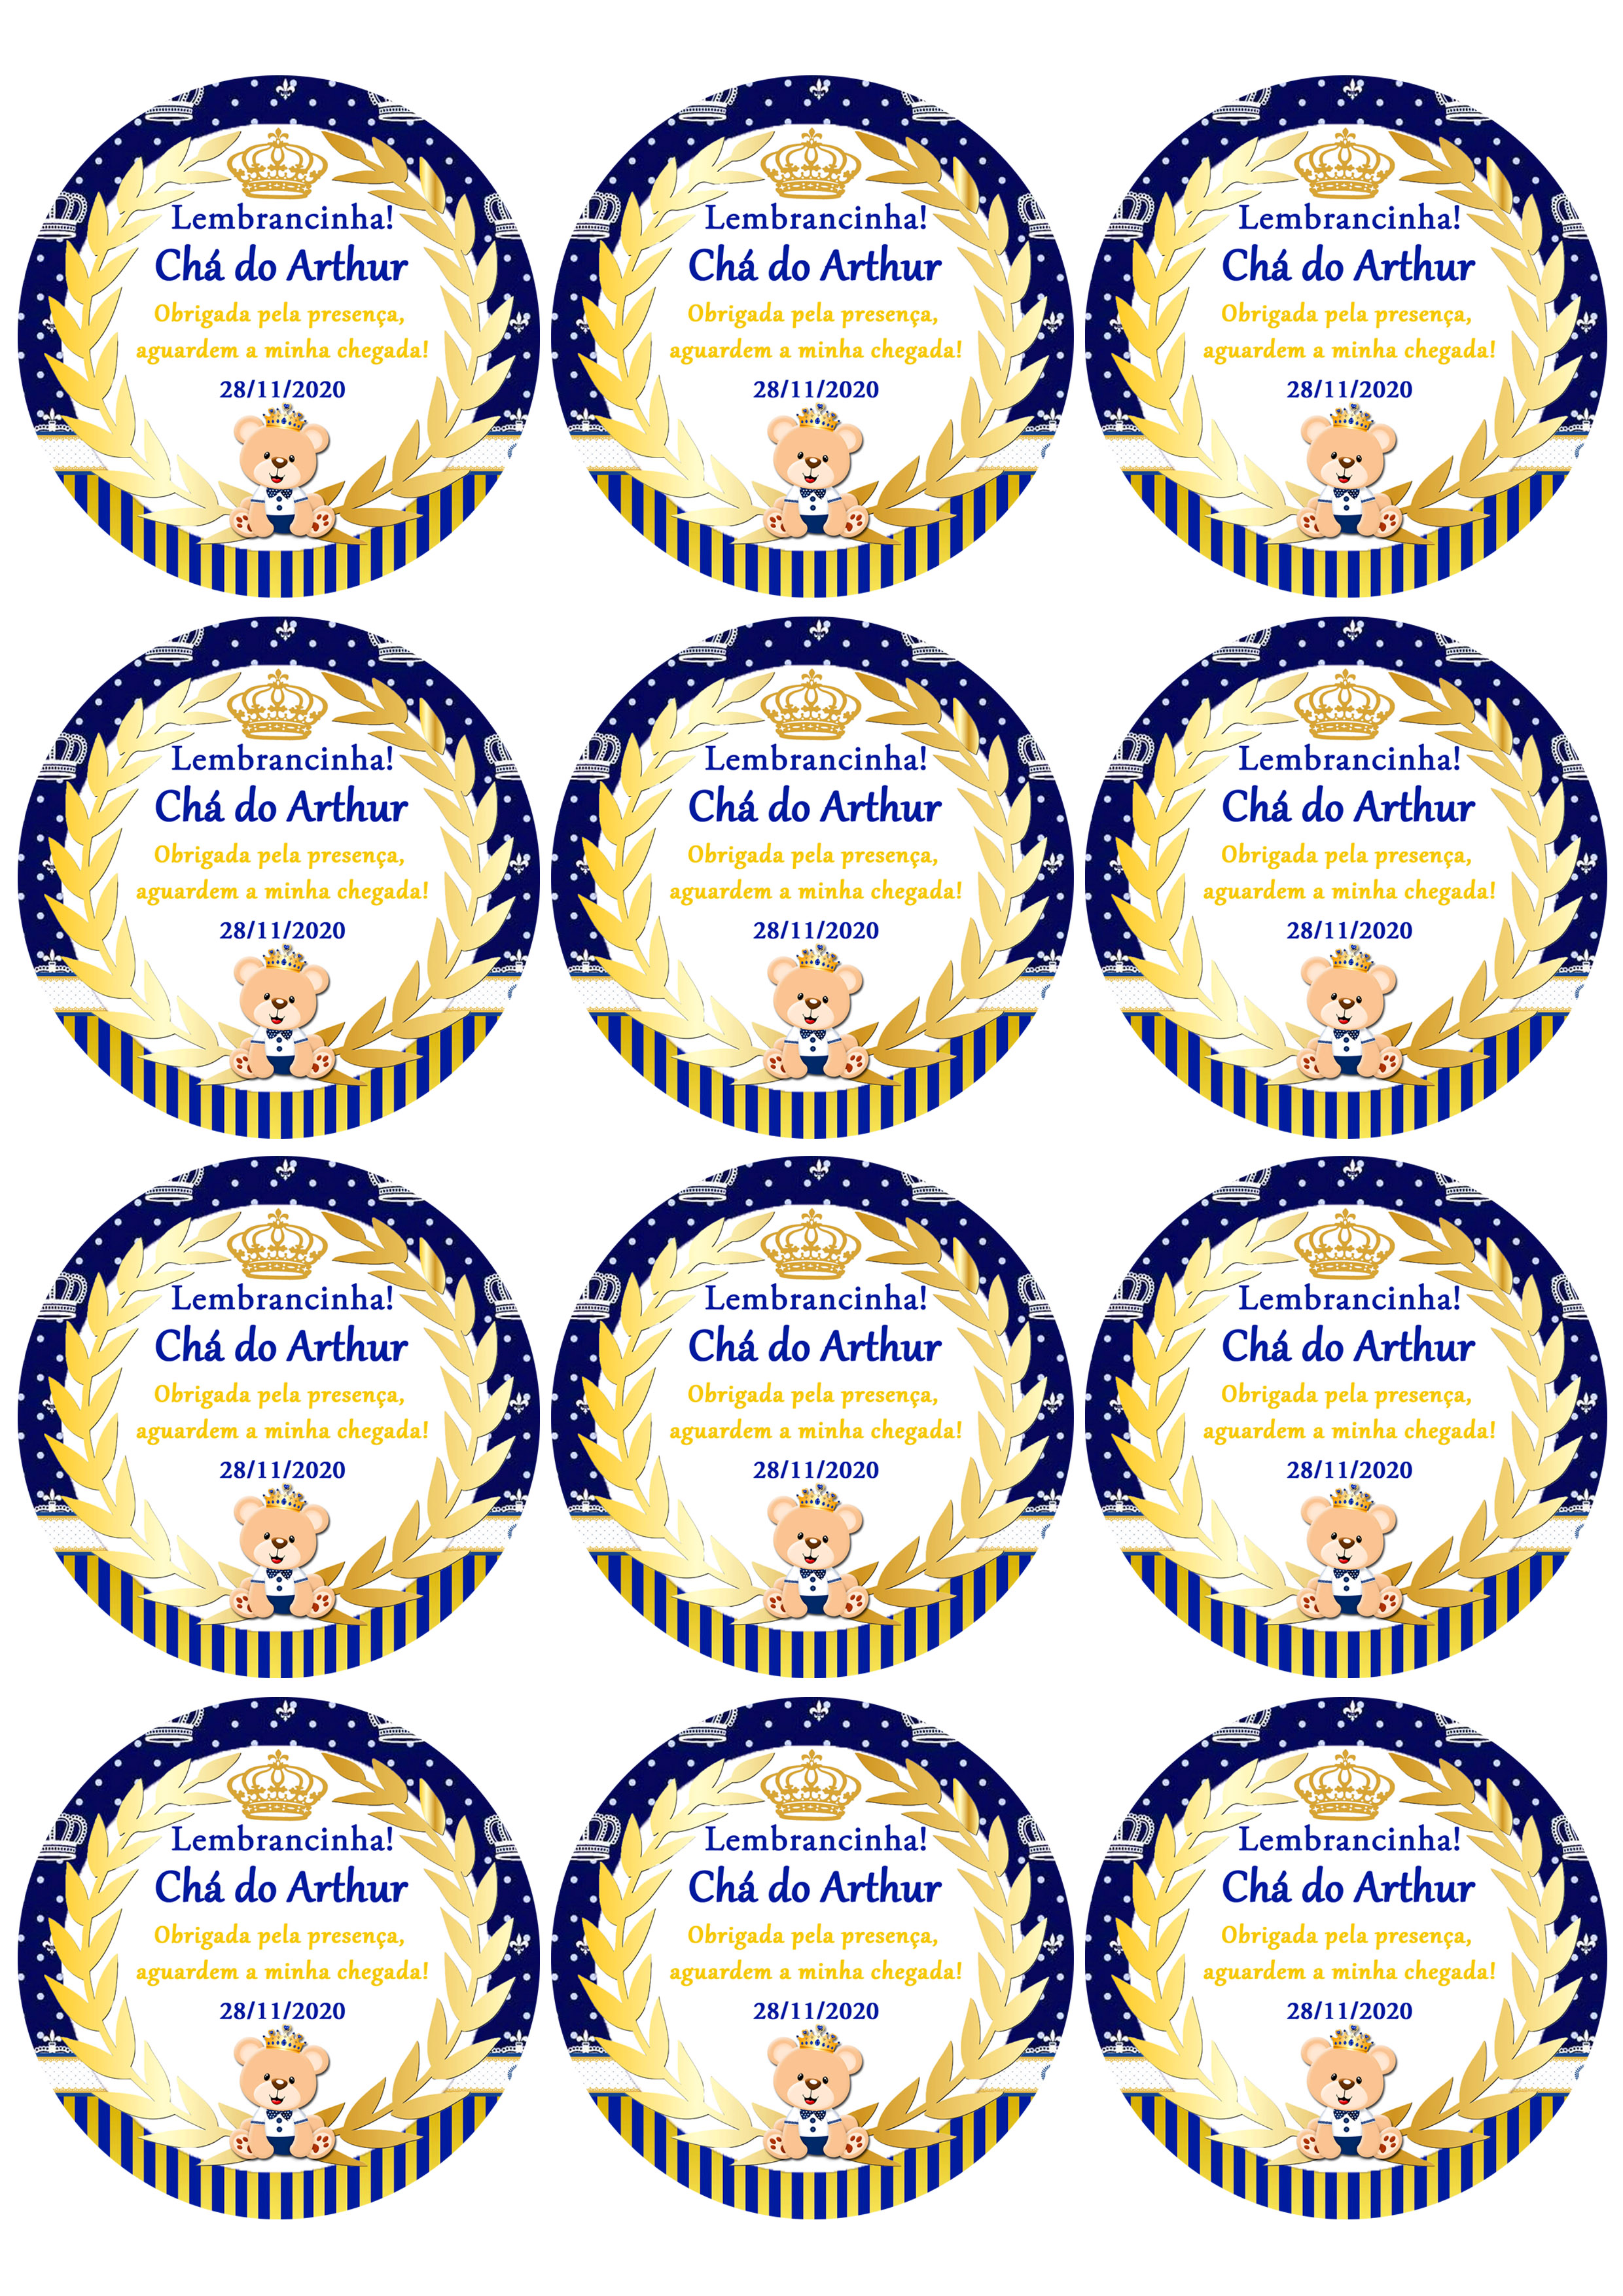 Lembrancinha!
Chá do Arthur
Obrigada pela presença,
aguardem a minha chegada!
28/11/2020
Lembrancinha!
Chá do Arthur
Obrigada pela presença,
aguardem a minha chegada!
28/11/2020
Lembrancinha!
Chá do Arthur
Obrigada pela presença,
aguardem a minha chegada!
28/11/2020
Lembrancinha!
Chá do Arthur
Obrigada pela presença,
aguardem a minha chegada!
28/11/2020
Lembrancinha!
Chá do Arthur
Obrigada pela presença,
aguardem a minha chegada!
28/11/2020
Lembrancinha!
Chá do Arthur
Obrigada pela presença,
aguardem a minha chegada!
28/11/2020
Lembrancinha!
Chá do Arthur
Obrigada pela presença,
aguardem a minha chegada!
28/11/2020
Lembrancinha!
Chá do Arthur
Obrigada pela presença,
aguardem a minha chegada!
28/11/2020
Lembrancinha!
Chá do Arthur
Obrigada pela presença,
aguardem a minha chegada!
28/11/2020
Lembrancinha!
Chá do Arthur
Obrigada pela presença,
aguardem a minha chegada!
28/11/2020
Lembrancinha!
Chá do Arthur
Obrigada pela presença,
aguardem a minha chegada!
28/11/2020
Lembrancinha!
Chá do Arthur
Obrigada pela presença,
aguardem a minha chegada!
28/11/2020